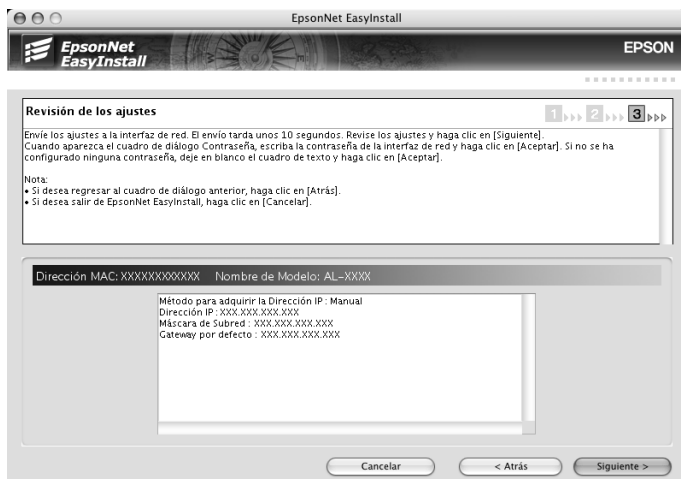 EpsonNet EasyInstall
EpsonNet
EasyInstall
EPSON
Revisión de los ajustes
1 2 3
Envíe los ajustes a la interfaz de red. El envío tarda unos 10 segundos. Revise los ajustes y haga clic en [Siguiente].
Cuando aparezca el cuadro de diálogo Contraseña, escriba la contraseña de la interfaz de red y haga clic en [Aceptar]. Si no se ha
configurado ninguna contraseña, deje en blanco el cuadro de texto y haga clic en [Aceptar].
Nota:
• Si desea regresar al cuadro de diálogo anterior, haga clic en [Atrás].
• Si desea salir de EpsonNet EasyInstall, haga clic en [Cancelar].
Dirección MAC: XXXXXXXXXXXX Nombre de Modelo: AL-XXXX
Método para adquirir la Dirección IP : Manual
Dirección IP : XXX.XXX.XXX.XXX
Máscara de Subred : XXX.XXX.XXX.XXX
Gateway por defecto : XXX.XXX.XXX.XXX
Cancelar < Atrás Siguiente >